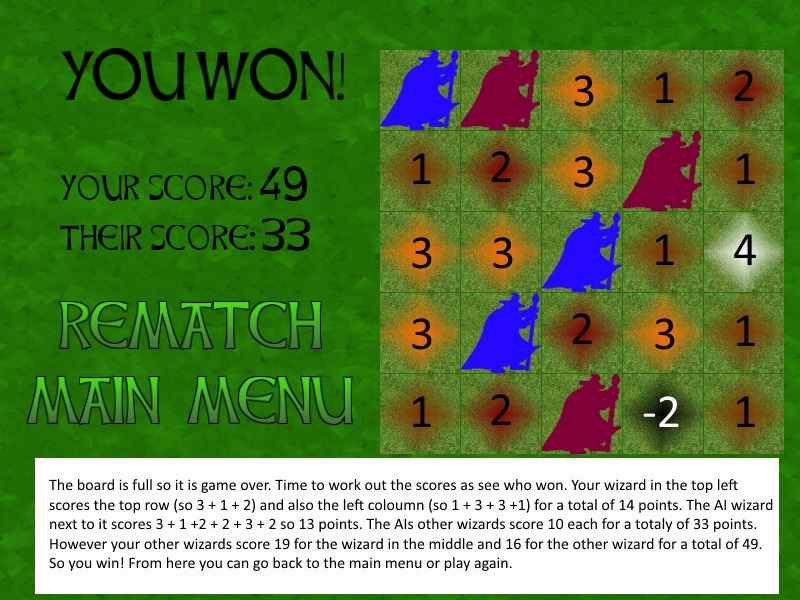 YOU WON!
YOUR SCORE: 49
THEIR SCORE: 33
REMATCH
MAIN MENU
3 1 2
1 2 3 1
3 3 1 4
3 2 3 1
1 2 -2 1
The board is full so it is game over. Time to work out the scores as see who won. Your wizard in the top left
scores the top row (so 3 + 1 + 2) and also the left coloumn (so 1 + 3 + 3 +1) for a total of 14 points. The AI wizard
next to it scores 3 + 1 +2 + 2 + 3 + 2 so 13 points. The AIs other wizards score 10 each for a totaly of 33 points.
However your other wizards score 19 for the wizard in the middle and 16 for the other wizard for a total of 49.
So you win! From here you can go back to the main menu or play again.